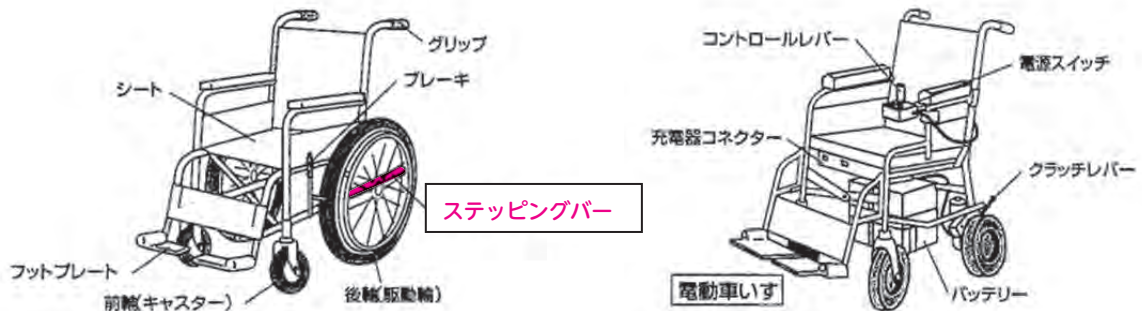 グリップ
ブレーキ
シート
ステッピングバー
フットプレート
前輪(キャスター)
後輪(駆動輪)
コントロールレバー
電源スイッチ
充電器コネクター
クラッチレバー
バッテリー
電動車いす